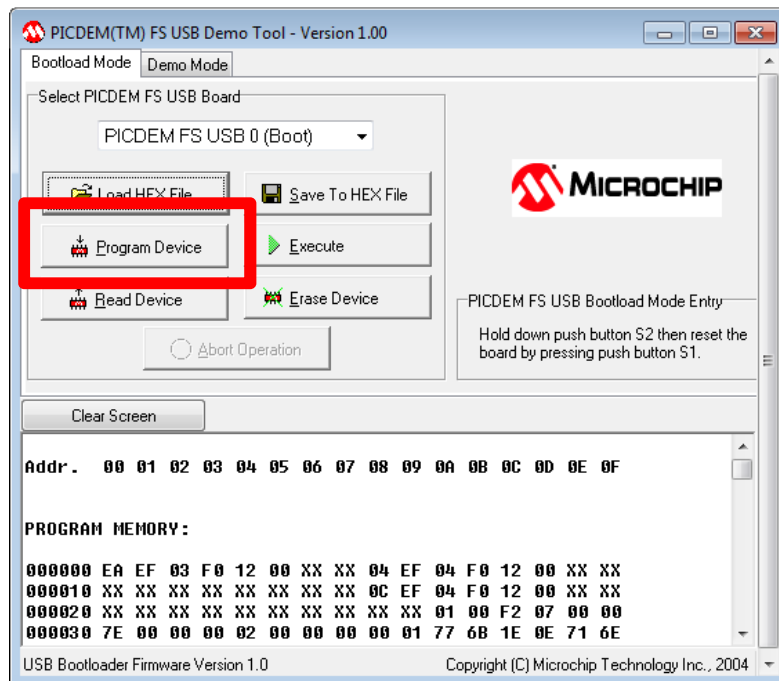 PICDEM(TM) FS USB Demo Tool - Version 1.00
Bootload Mode Demo Mode
Select PICDEM FS USB Board
PICDEM FS USB 0 (Boot)
Load HEX File Save To HEX File
Program Device Execute
Read Device Erase Device
Abort Operation
MICROCHIP
PICDEM FS USB Bootload Mode Entry
Hold down push button S2 then reset the
board by pressing push button S1.
Clear Screen
Addr. 00 01 02 03 04 05 06 07 08 09 0A 0B 0C 0D 0E 0F
PROGRAM MEMORY:
000000 EA EF 03 F0 12 00 XX XX 04 EF 04 F0 12 00 XX XX
000010 XX XX XX XX XX XX XX XX 0C EF 04 F0 12 00 XX XX
000020 XX XX XX XX XX XX XX XX XX XX 01 00 F2 07 00 00
000030 7E 00 00 00 02 00 00 00 00 01 77 6B 1E 0E 71 6E
USB Bootloader Firmware Version 1.0 Copyright (C) Microchip Technology Inc., 2004